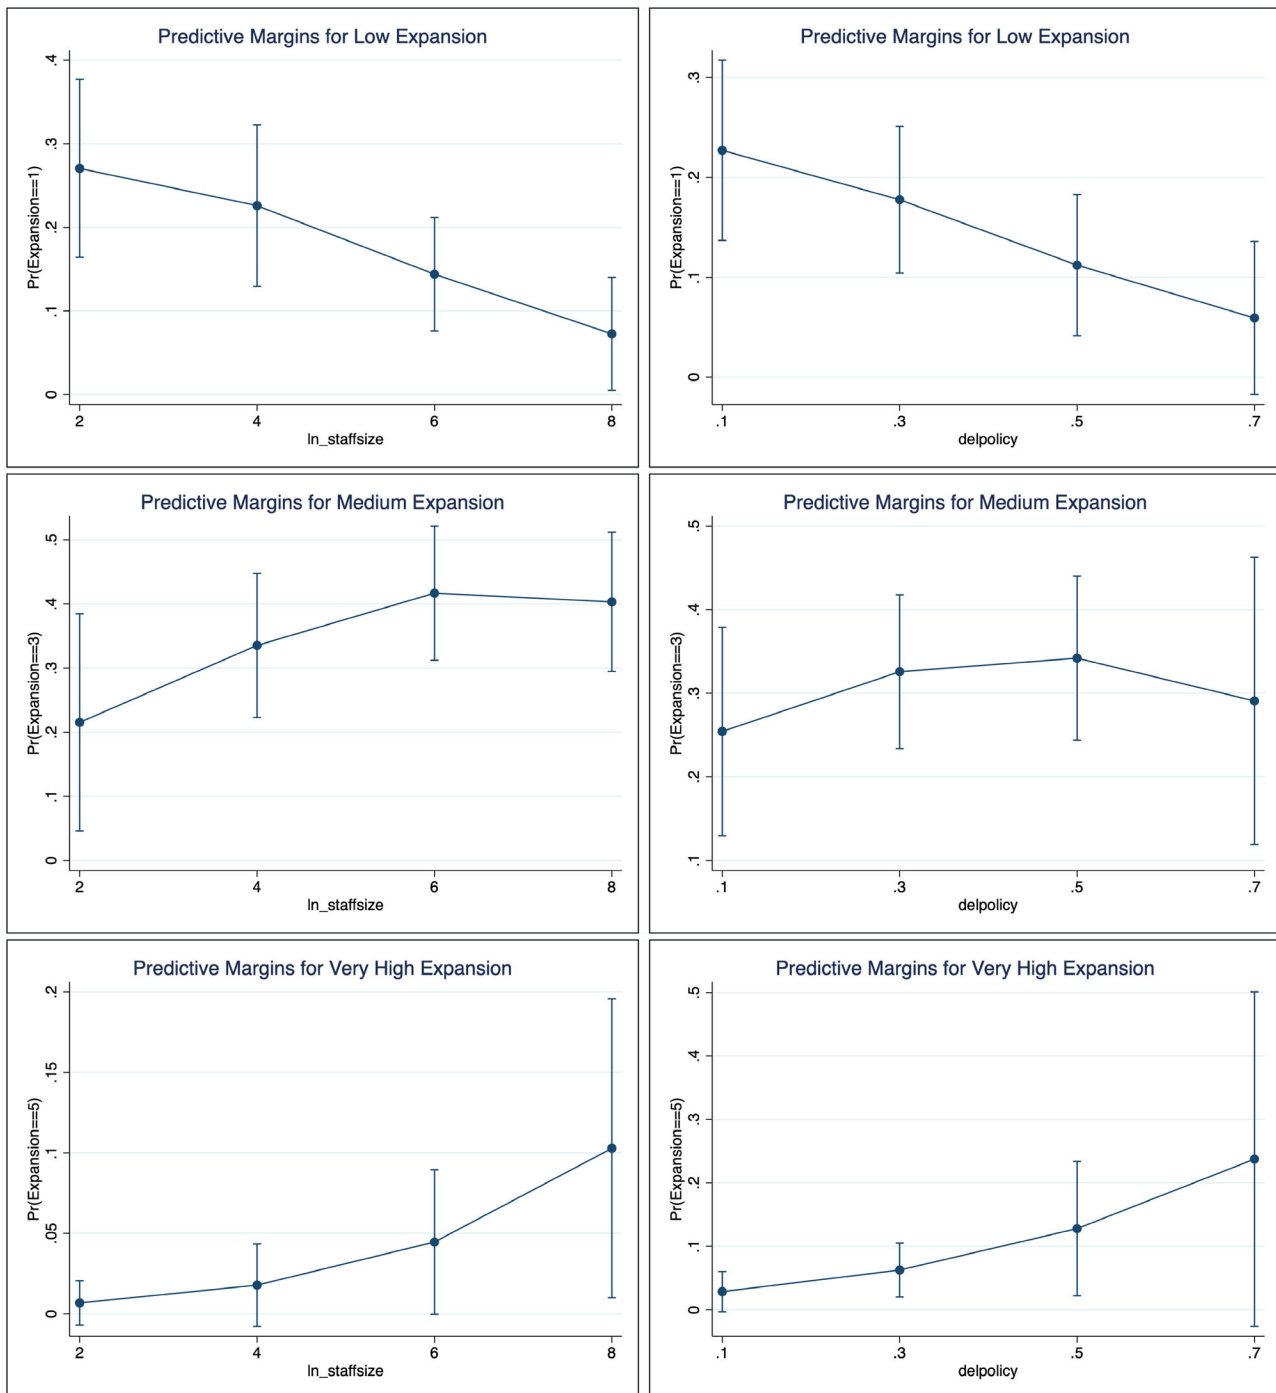 Predictive Margins for Low Expansion
Pr(Expansion==1)
.4
.3
.2
.1
0
2 4 6 8
ln_staffsize
Predictive Margins for Low Expansion
Pr(Expansion==1)
.3
.2
.1
0
.1 .3 .5 .7
delpolicy
Predictive Margins for Medium Expansion
Pr(Expansion==3)
.5
.4
.3
.2
.1
0
2 4 6 8
ln_staffsize
Predictive Margins for Medium Expansion
Pr(Expansion==3)
.5
.4
.3
.2
.1
.1 .3 .5 .7
delpolicy
Predictive Margins for Very High Expansion
Pr(Expansion==5)
.2
.15
.1
.05
0
2 4 6 8
ln_staffsize
Predictive Margins for Very High Expansion
Pr(Expansion==5)
.5
.4
.3
.2
.1
0
.1 .3 .5 .7
delpolicy